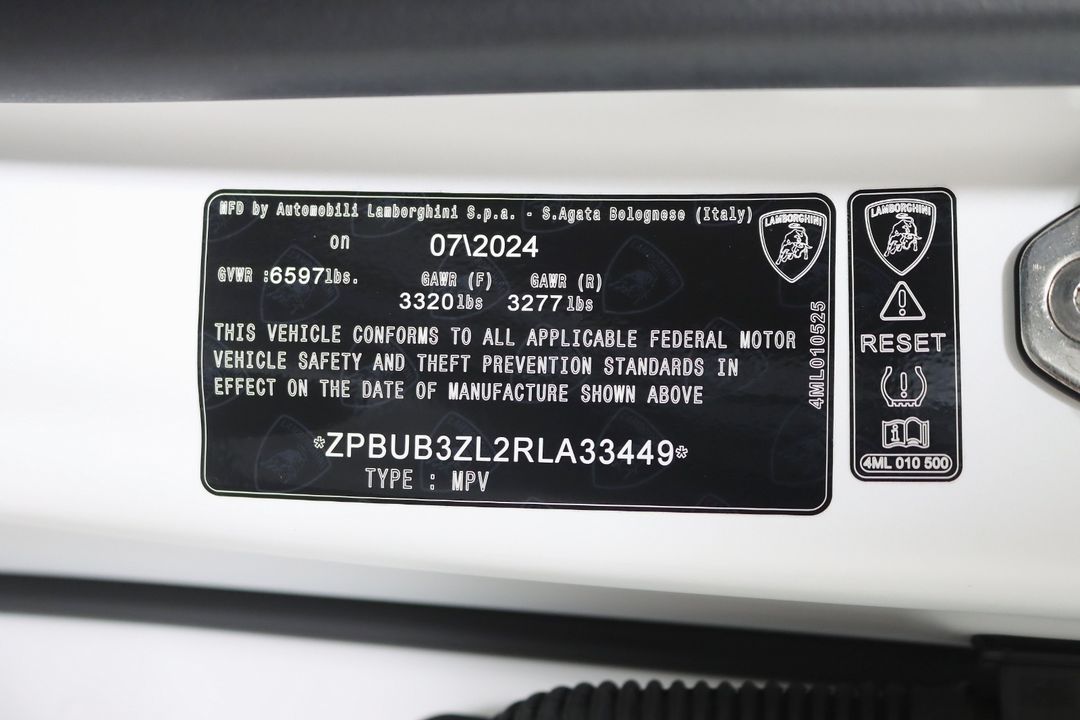 MFD by Automobili Lamborghini S.p.a. - S.Agata Bolognese (Italy)
on 07\2024
GVWR :6597lbs. GAWR (F) GAWR (R)
3320lbs 3277lbs
THIS VEHICLE CONFORMS TO ALL APPLICABLE FEDERAL MOTOR
VEHICLE SAFETY AND THEFT PREVENTION STANDARDS IN
EFFECT ON THE DATE OF MANUFACTURE SHOWN ABOVE
*ZPBUB3ZL2RLA33449*
TYPE : MPV
LAMBORGHINI
4ML010525
LAMBORGHINI
RESET
4ML 010 500